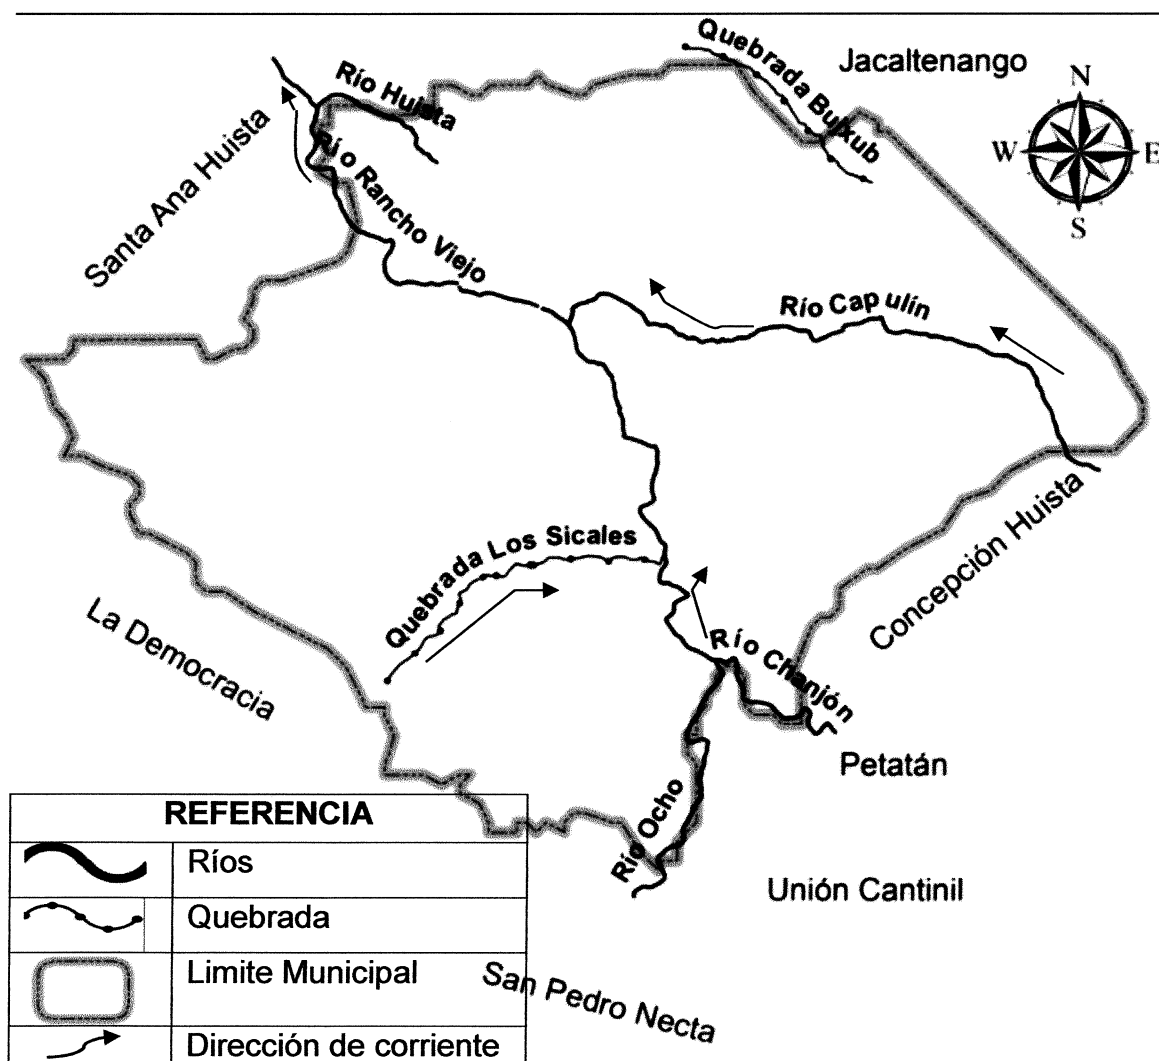 Quebrada Buxub
Jacaltenango
Río Huista
N
W
E
S
Santa Ana Huista
Río Rancho Viejo
Río Capulín
Concepción Huista
Quebrada Los Sicales
La Democracia
Río Chanjón
Petatán
Río Ocho
Unión Cantinil
San Pedro Necta
REFERENCIA
Ríos
Quebrada
Limite Municipal
Dirección de corriente